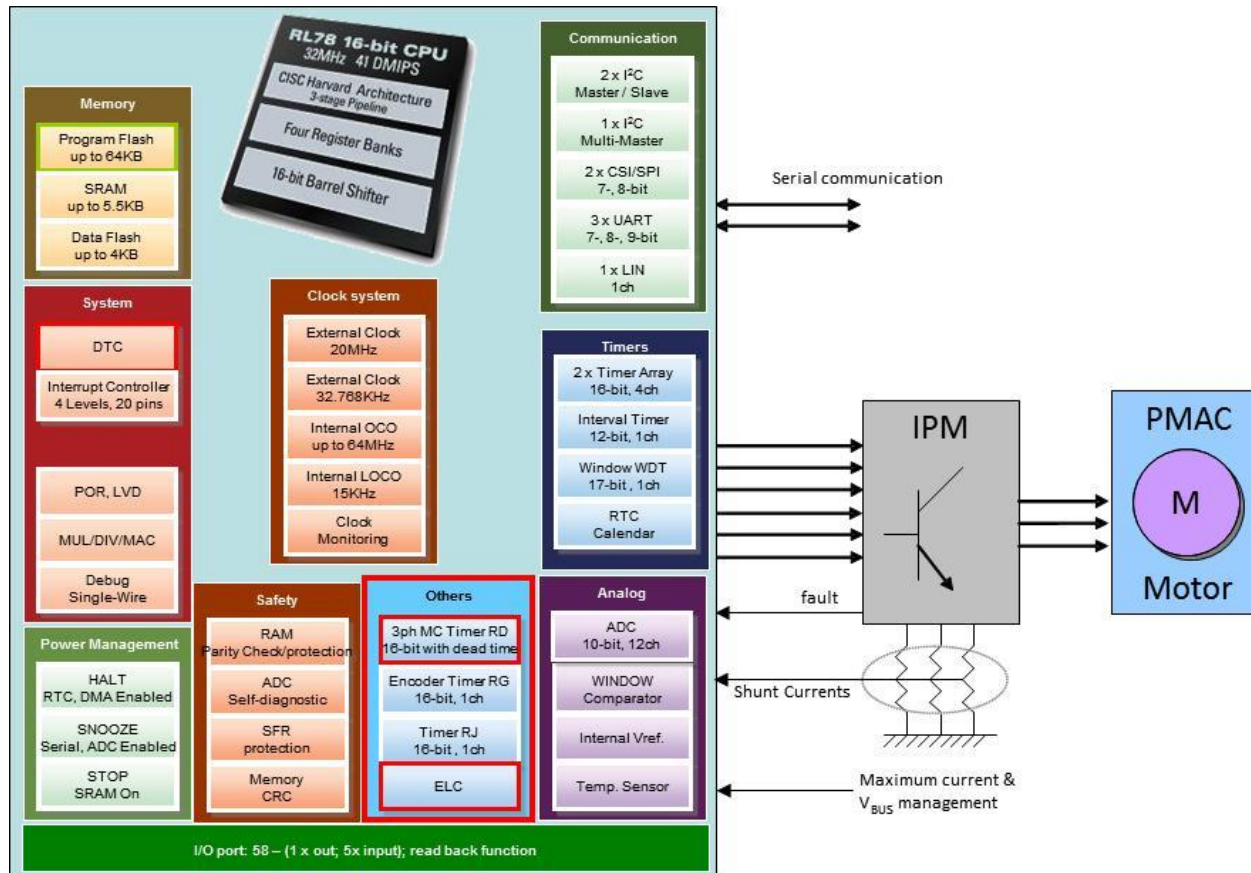 RL78 16-bit CPU
32MHz 41 DMIPS
CISC Harvard Architecture
3-stage Pipeline
Four Register Banks
16-bit Barrel Shifter
Memory
Program Flash
up to 64KB
SRAM
up to 5.5KB
Data Flash
up to 4KB
System
DTC
Interrupt Controller
4 Levels, 20 pins
POR, LVD
MUL/DIV/MAC
Debug
Single-Wire
Power Management
HALT
RTC, DMA Enabled
SNOOZE
Serial, ADC Enabled
STOP
SRAM On
Clock system
External Clock
20MHz
External Clock
32.768KHz
Internal OCO
up to 64MHz
Internal LOCO
15KHz
Clock
Monitoring
Safety
RAM
Parity Check/protection
ADC
Self-diagnostic
SFR
protection
Memory
CRC
Others
3ph MC Timer RD
16-bit with dead time
Encoder Timer RG
16-bit, 1ch
Timer RJ
16-bit , 1ch
ELC
Communication
2 x I²C
Master / Slave
1 x I²C
Multi-Master
2 x CSI/SPI
7-, 8-bit
3 x UART
7-, 8-, 9-bit
1 x LIN
1ch
Timers
2 x Timer Array
16-bit, 4ch
Interval Timer
12-bit, 1ch
Window WDT
17-bit , 1ch
RTC
Calendar
Analog
ADC
10-bit, 12ch
WINDOW
Comparator
Internal Vref.
Temp. Sensor
I/O port: 58 – (1 x out; 5x input); read back function
Serial communication
IPM
fault
Shunt Currents
Maximum current &
V_BUS management
PMAC
M
Motor